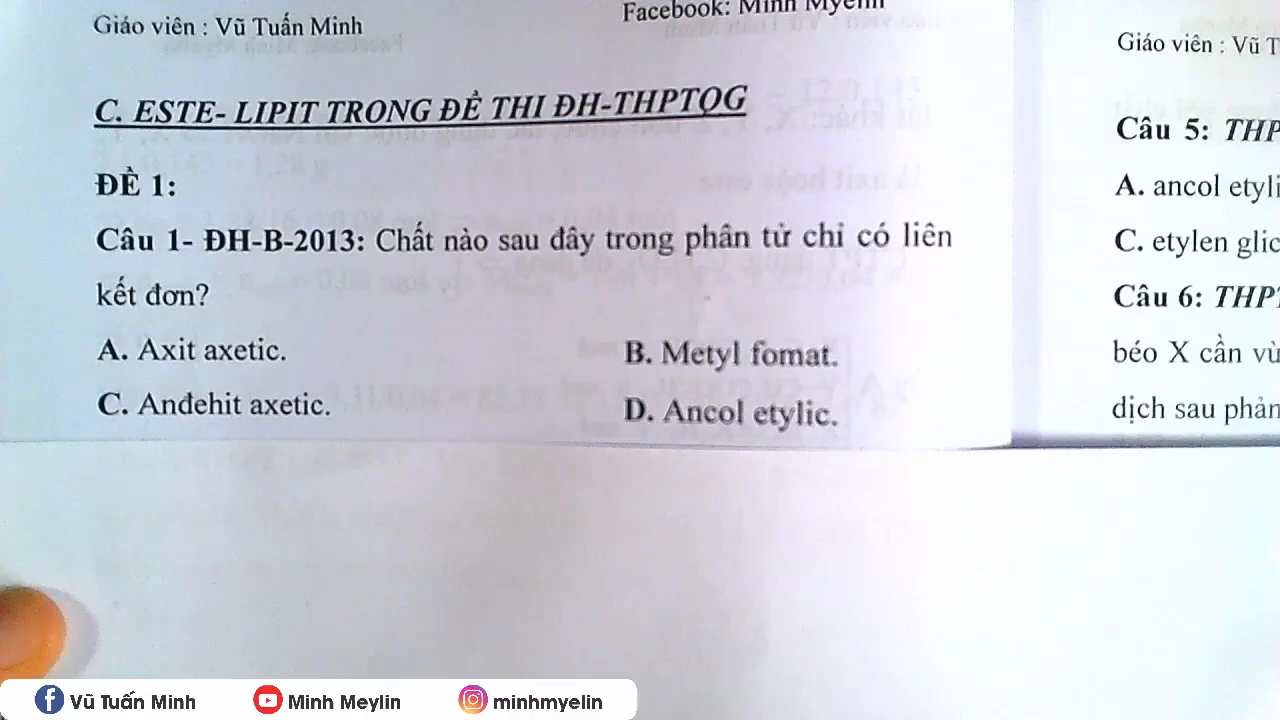 Giáo viên : Vũ Tuấn Minh
Facebook: Minh Myelin
C. ESTE- LIPIT TRONG ĐỀ THI ĐH-THPTQG
ĐỀ 1:
Câu 1- ĐH-B-2013: Chất nào sau đây trong phân tử chỉ có liên
kết đơn?
A. Axit axetic.
B. Metyl fomat.
C. Anđehit axetic.
D. Ancol etylic.
Giáo viên : Vũ T
Câu 5: THP
A. ancol etyli
C. etylen glic
Câu 6: THP
béo X cần vừ
dịch sau phản
Vũ Tuấn Minh
Minh Meylin
minhmyelin